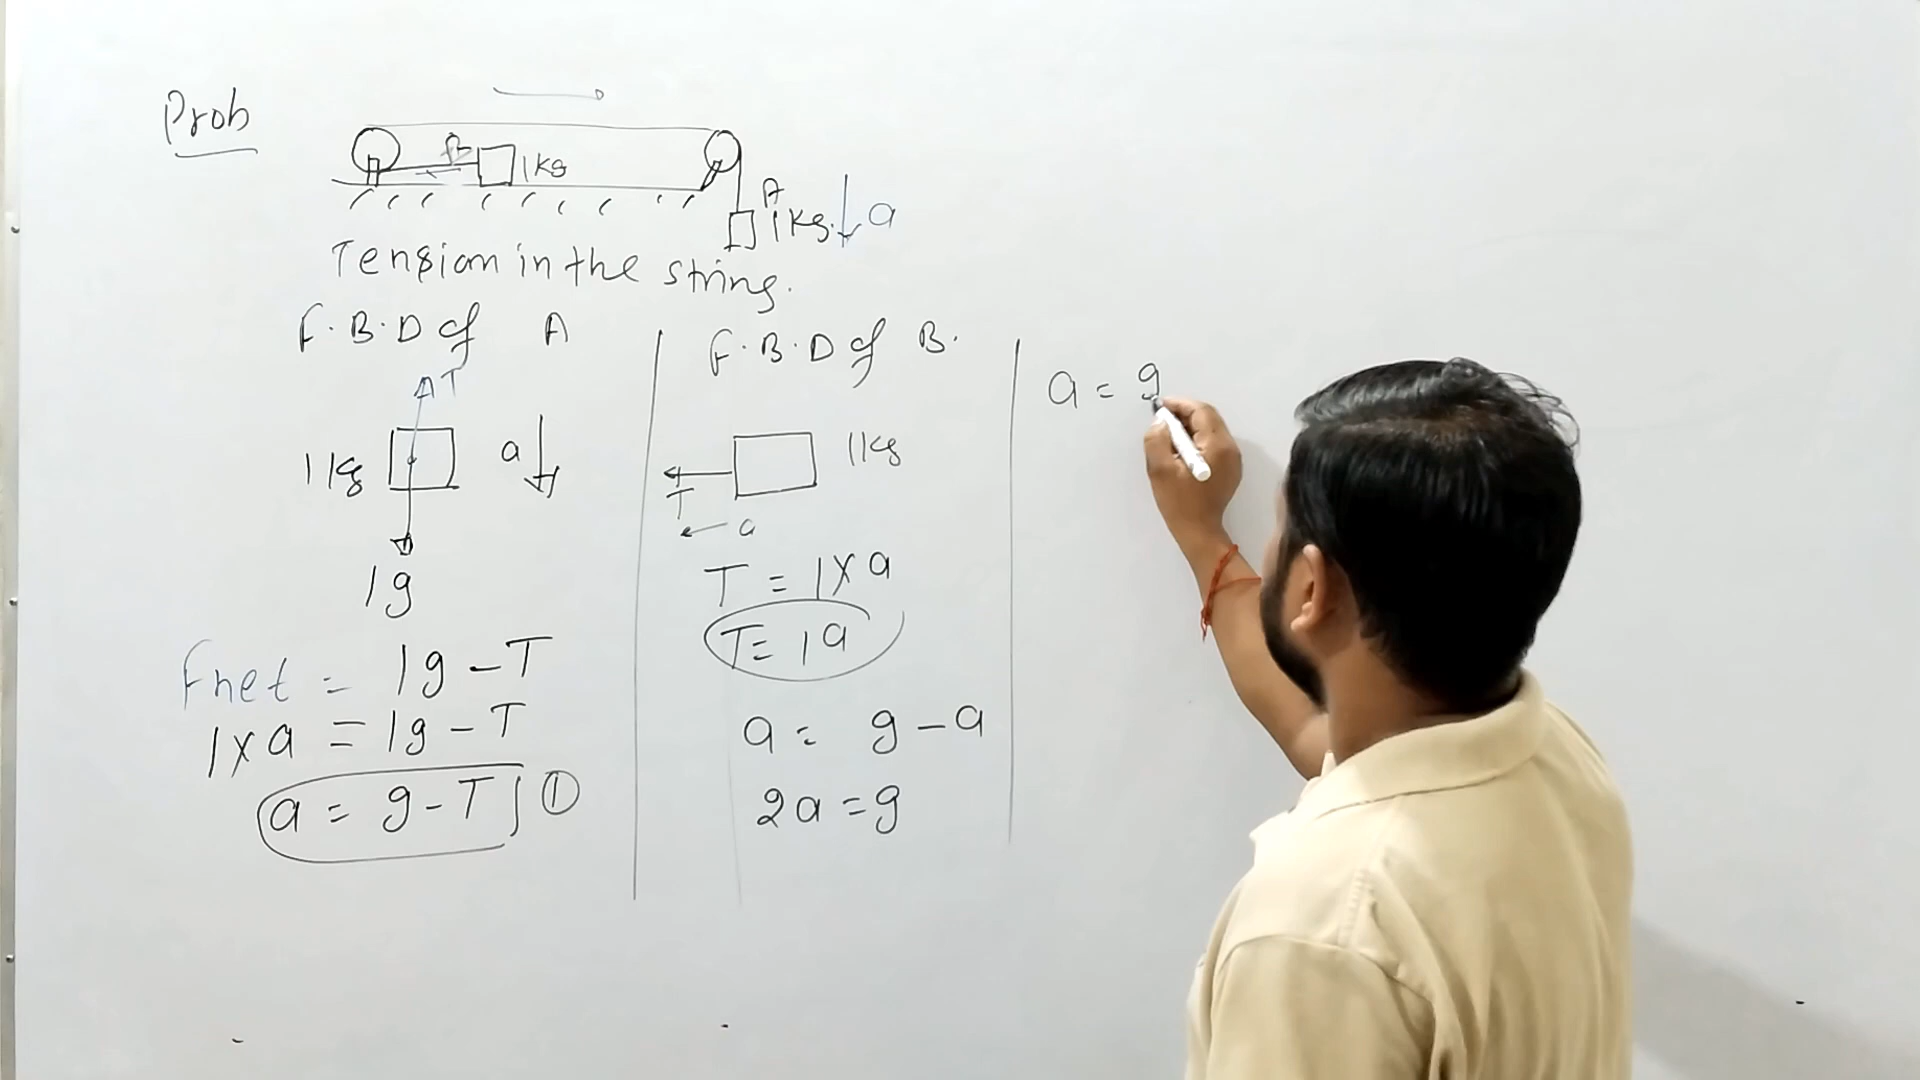 Prob
B
1kg
A
1kg. a
Tension in the string.
F.B.D of A
T
1kg a
1g
Fnet = 1g - T
1×a = 1g - T
a = g - T ①
F.B.D of B.
1kg
T
a
T = 1×a
T = 1a
a = g - a
2a = g
a = g